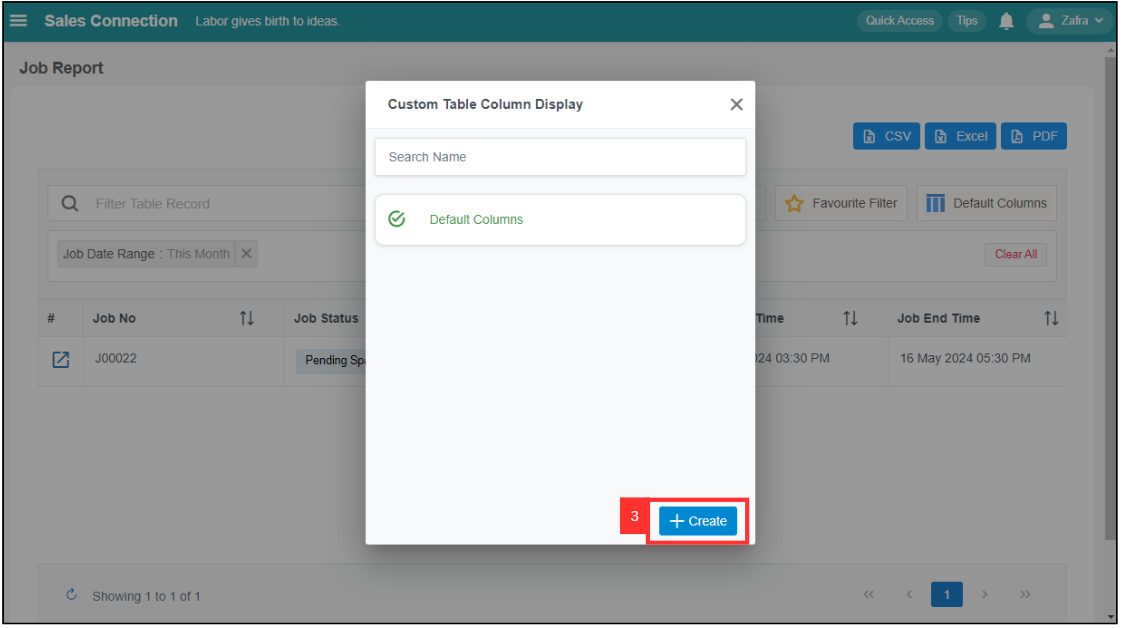 Sales Connection Labor gives birth to ideas. Quick Access Tips Zafra
Job Report
Custom Table Column Display
CSV Excel PDF
Search Name
Filter Table Record Favourite Filter Default Columns
Default Columns
Job Date Range : This Month Clear All
# Job No Job Status Time Job End Time
J00022 Pending Spa 024 03:30 PM 16 May 2024 05:30 PM
3 + Create
Showing 1 to 1 of 1 << < 1 > >>